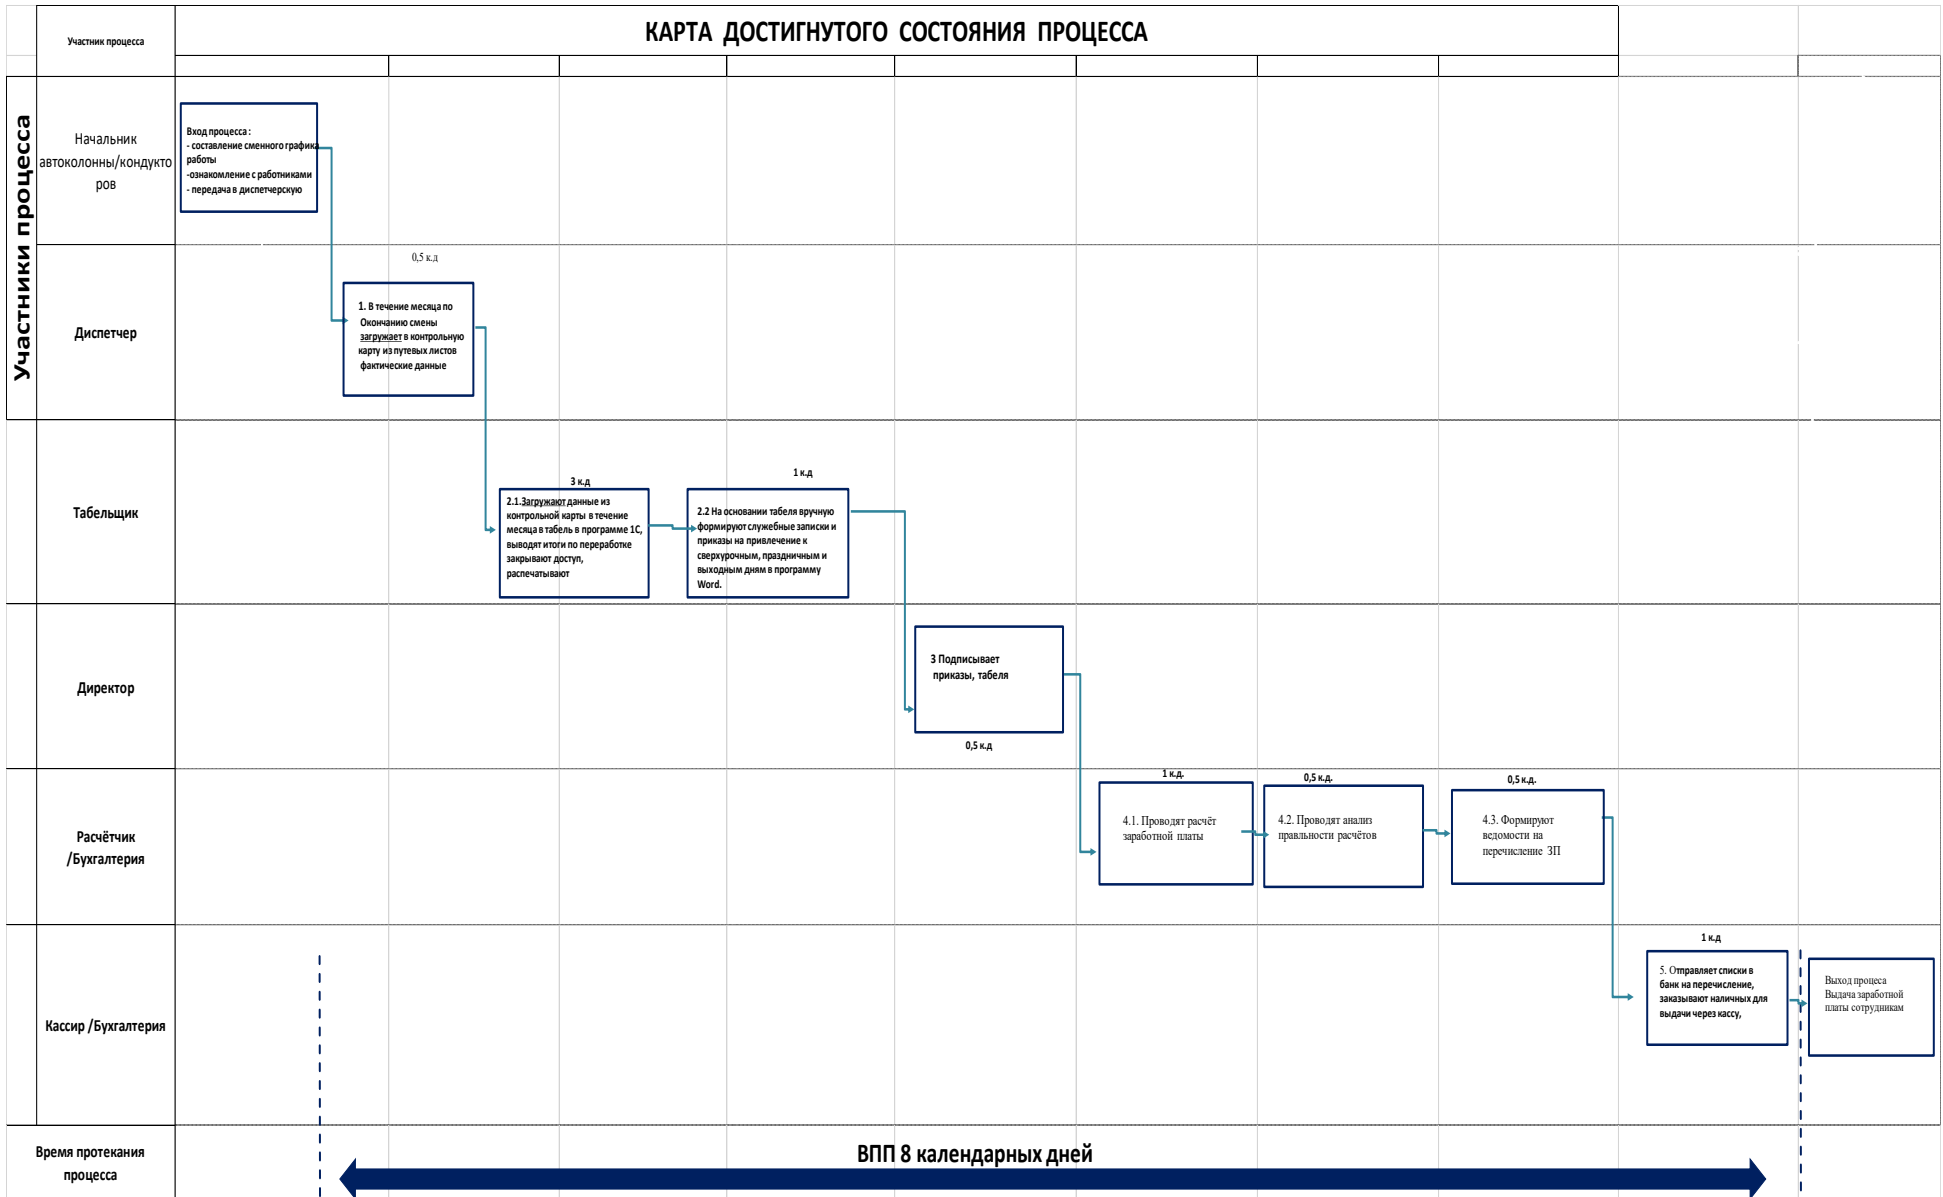 Участник процесса
КАРТА ДОСТИГНУТОГО СОСТОЯНИЯ ПРОЦЕССА
Участники процесса
Начальник
автоколонны/кондукто
ров
Вход процесса :
- составление сменного графика
работы
-ознакомление с работниками
- передача в диспетчерскую
Диспетчер
0,5 к.д
1. В течение месяца по
Окончанию смены
загружает в контрольную
карту из путевых листов
фактические данные
Табельщик
3 к.д
2.1.Загружают данные из
контрольной карты в течение
месяца в табель в программе 1С,
выводят итоги по переработке
закрывают доступ,
распечатывают
1 к.д
2.2 На основании табеля вручную
формируют служебные записки и
приказы на привлечение к
сверхурочным, праздничным и
выходным дням в программу
Word.
Директор
3 Подписывает
приказы, табеля
0,5 к.д
Расчётчик
/Бухгалтерия
1 к.д.
4.1. Проводят расчёт
заработной платы
0,5 к.д.
4.2. Проводят анализ
правльности расчётов
0,5 к.д.
4.3. Формируют
ведомости на
перечисление ЗП
Кассир /Бухгалтерия
1 к.д
5. Отправляет списки в
банк на перечисление,
заказывают наличных для
выдачи через кассу,
Выход процеса
Выдача заработной
платы сотрудникам
Время протекания
процесса
ВПП 8 календарных дней